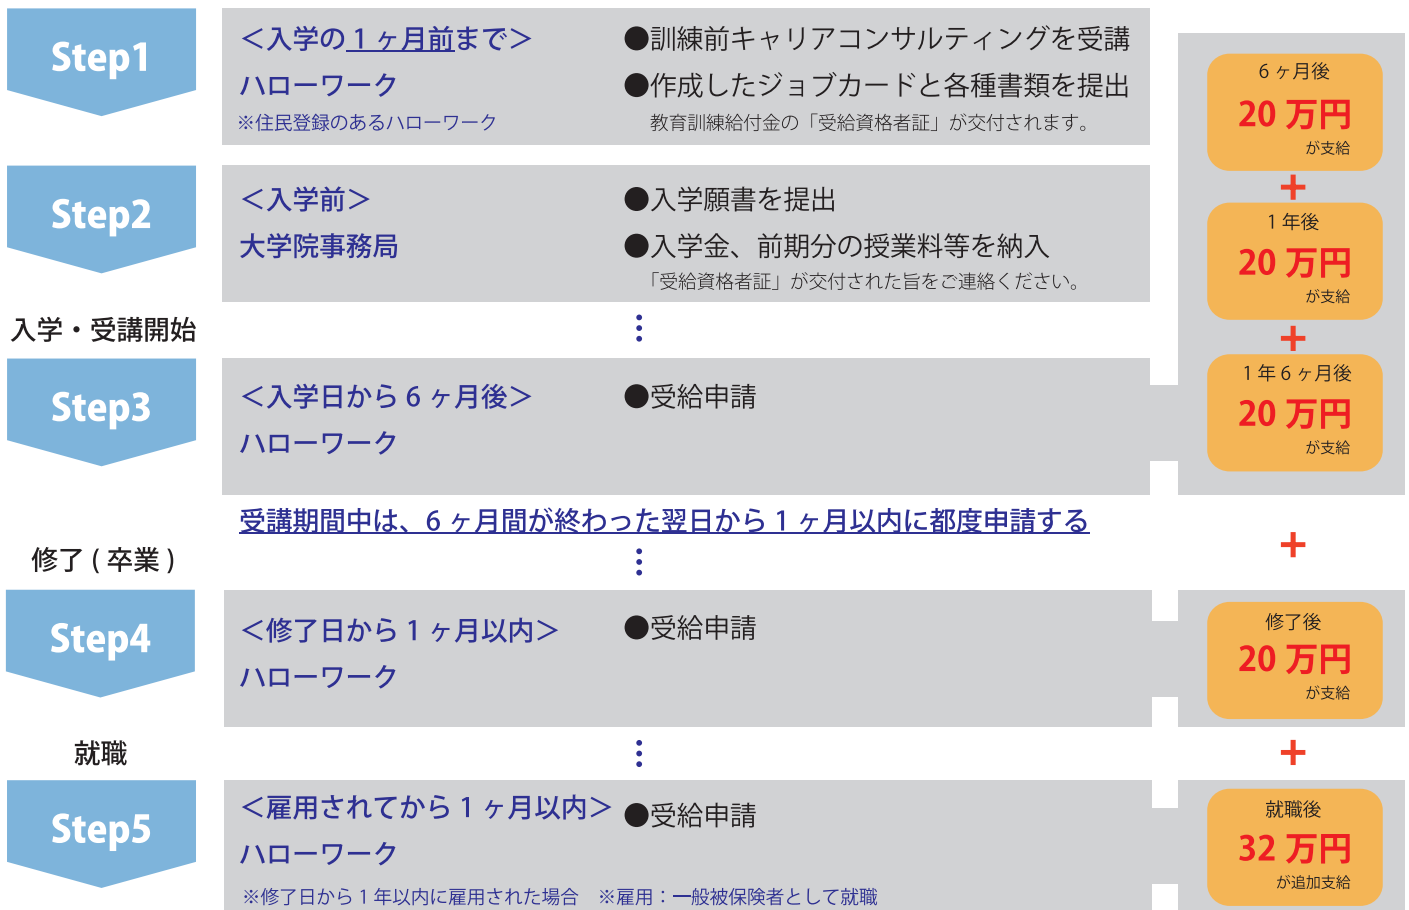 Step1
＜入学の1ヶ月前まで＞
ハローワーク
※住民登録のあるハローワーク
●訓練前キャリアコンサルティングを受講
●作成したジョブカードと各種書類を提出
教育訓練給付金の「受給資格者証」が交付されます。
Step2
＜入学前＞
大学院事務局
●入学願書を提出
●入学金、前期分の授業料等を納入
「受給資格者証」が交付された旨をご連絡ください。
入学・受講開始
⋮
Step3
＜入学日から6ヶ月後＞
ハローワーク
●受給申請
6ヶ月後
20万円
が支給
+
1年後
20万円
が支給
+
1年6ヶ月後
20万円
が支給
受講期間中は、6ヶ月間が終わった翌日から1ヶ月以内に都度申請する
+
修了(卒業)
⋮
Step4
＜修了日から1ヶ月以内＞
ハローワーク
●受給申請
修了後
20万円
が支給
就職
⋮
+
Step5
＜雇用されてから1ヶ月以内＞
ハローワーク
●受給申請
※修了日から1年以内に雇用された場合　※雇用：一般被保険者として就職
就職後
32万円
が追加支給